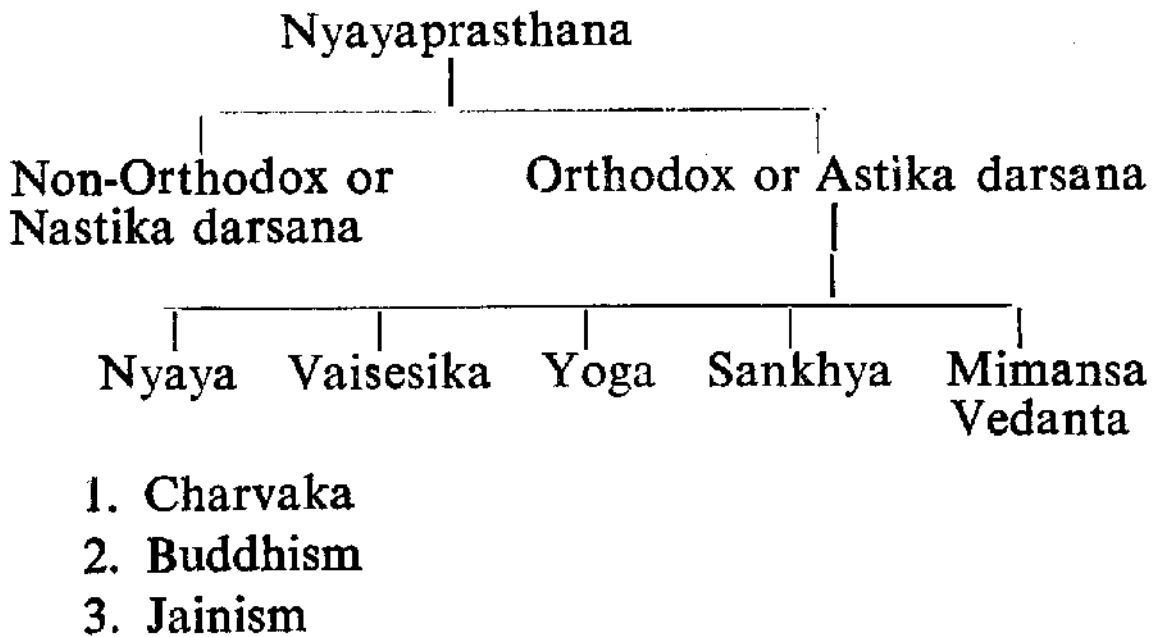 Nyayaprasthana
Non-Orthodox or Orthodox or Astika darsana
Nastika darsana
Nyaya Vaisesika Yoga Sankhya Mimansa
Vedanta
1. Charvaka
2. Buddhism
3. Jainism